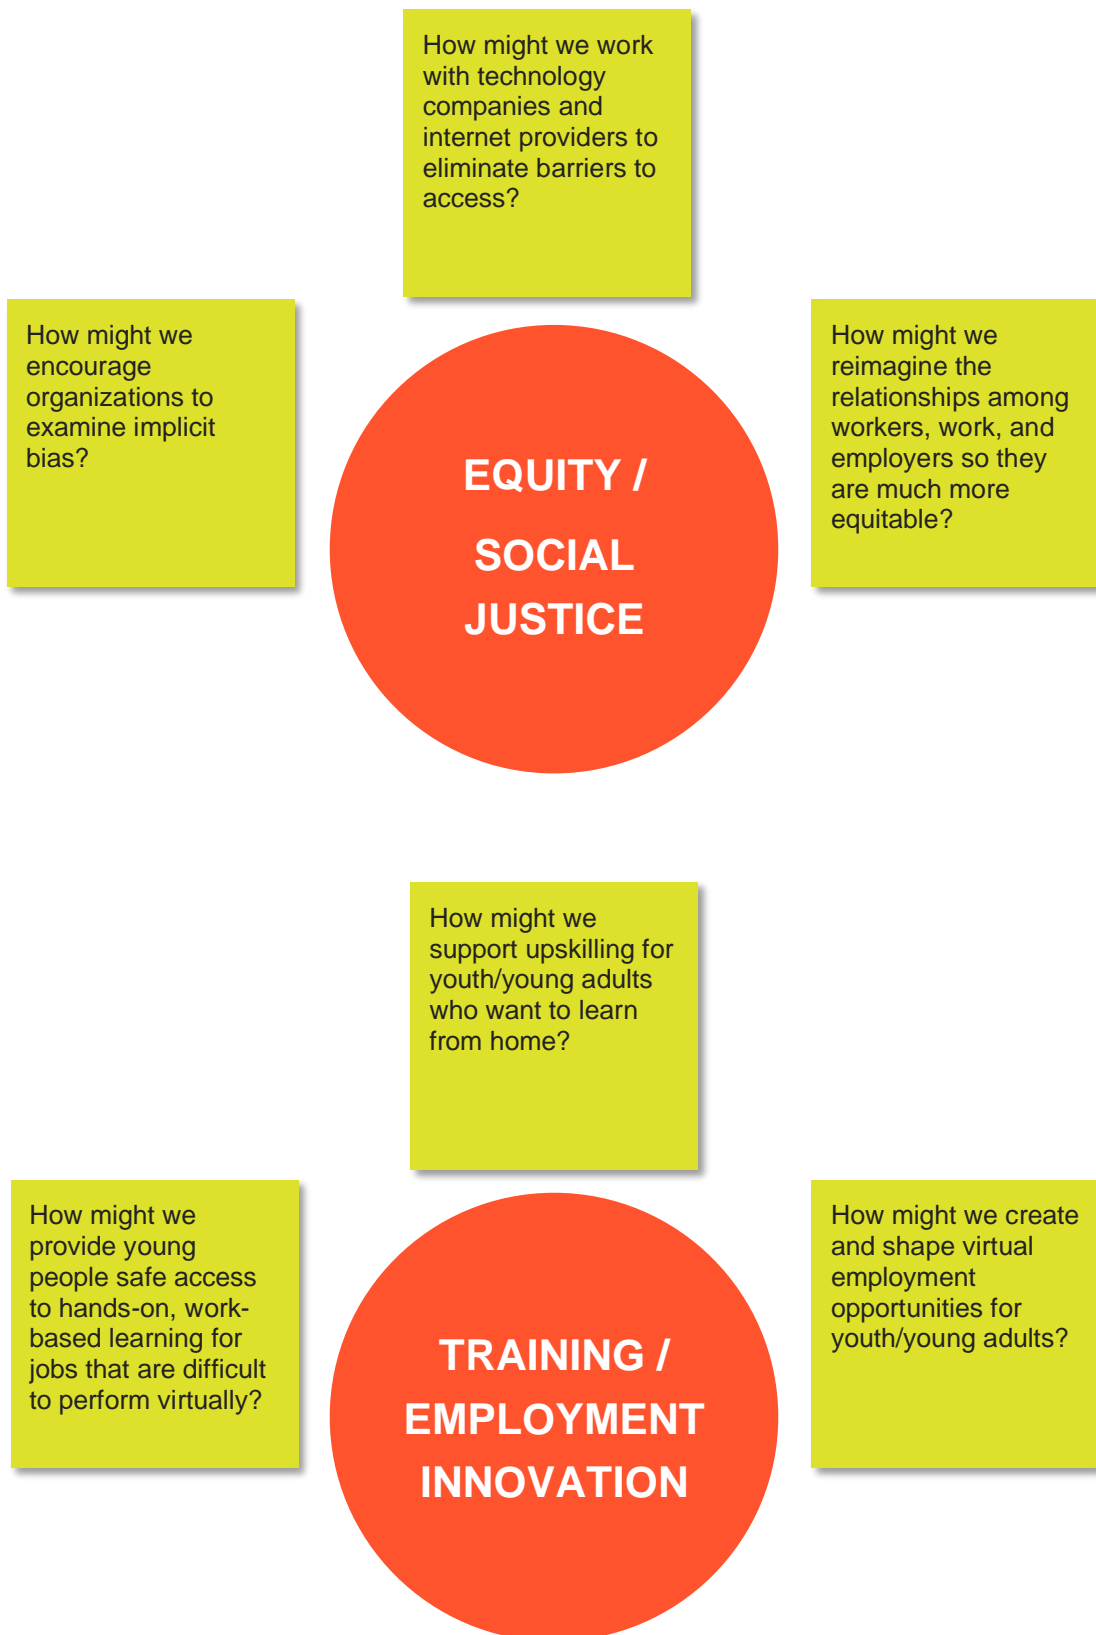 How might we work
with technology
companies and
internet providers to
eliminate barriers to
access?
How might we
encourage
organizations to
examine implicit
bias?
EQUITY /
SOCIAL
JUSTICE
How might we
reimagine the
relationships among
workers, work, and
employers so they
are much more
equitable?
How might we
support upskilling for
youth/young adults
who want to learn
from home?
How might we
provide young
people safe access
to hands-on, work-
based learning for
jobs that are difficult
to perform virtually?
TRAINING /
EMPLOYMENT
INNOVATION
How might we create
and shape virtual
employment
opportunities for
youth/young adults?